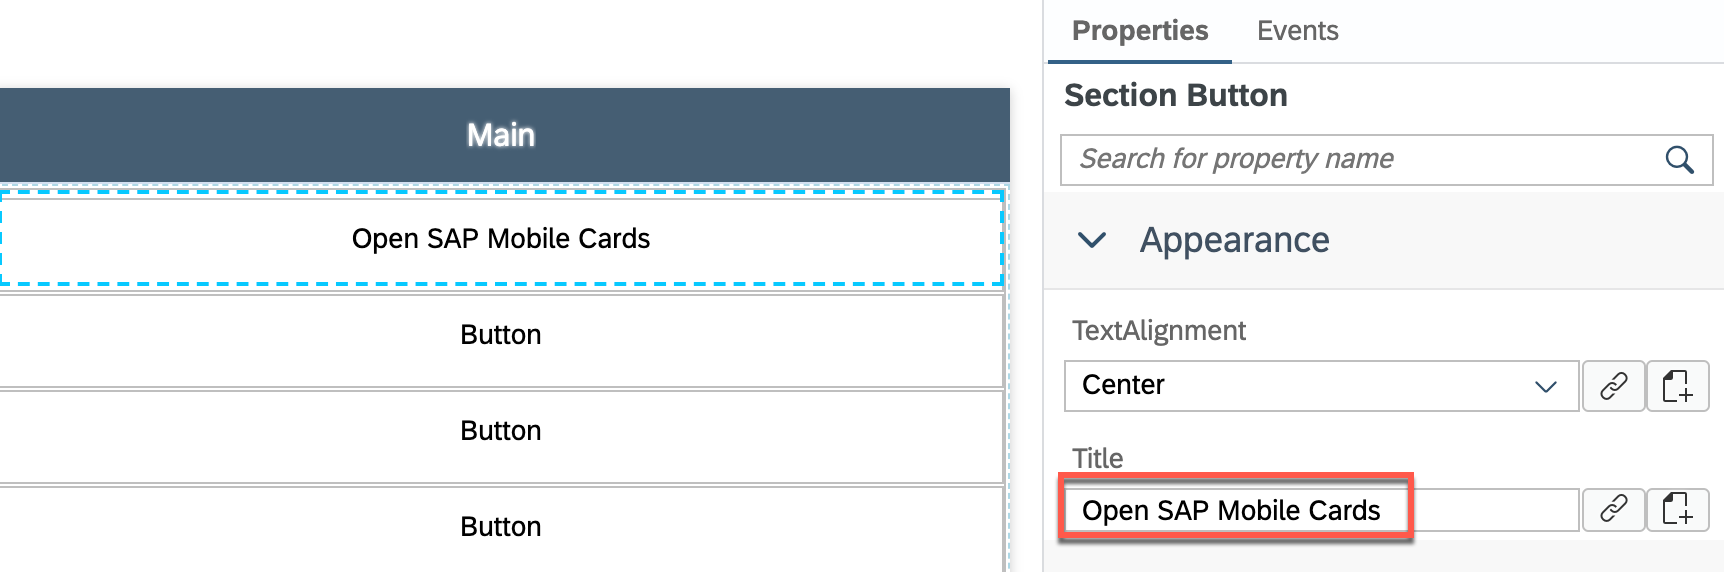 Main
Open SAP Mobile Cards
Button
Button
Button
Properties Events
Section Button
Search for property name
Appearance
TextAlignment
Center
Title
Open SAP Mobile Cards